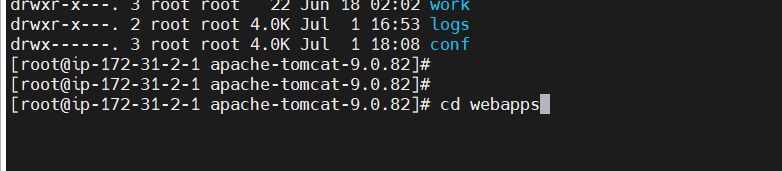 drwxr-x---. 3 root root   22 Jun 18 02:02 work
drwxr-x---. 2 root root 4.0K Jul  1 16:53 logs
drwx------. 3 root root 4.0K Jul  1 18:08 conf
[root@ip-172-31-2-1 apache-tomcat-9.0.82]#
[root@ip-172-31-2-1 apache-tomcat-9.0.82]#
[root@ip-172-31-2-1 apache-tomcat-9.0.82]# cd webapps